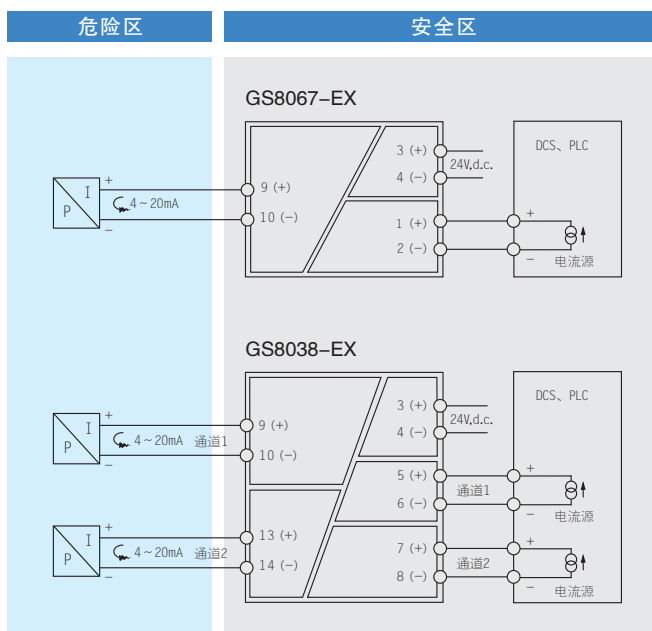 危险区
安全区
GS8067-EX
DCS、PLC
3 (+)
24V.d.c.
4 (−)
+
I
P
4~20mA
−
9 (+)
10 (−)
1 (+)
2 (−)
+
−
电流源
GS8038-EX
DCS、PLC
3 (+)
24V.d.c.
4 (−)
+
I
P
4~20mA 通道1
−
9 (+)
10 (−)
5 (+)
通道1
6 (−)
+
−
电流源
+
I
P
4~20mA 通道2
−
13 (+)
14 (−)
7 (+)
通道2
8 (−)
+
−
电流源